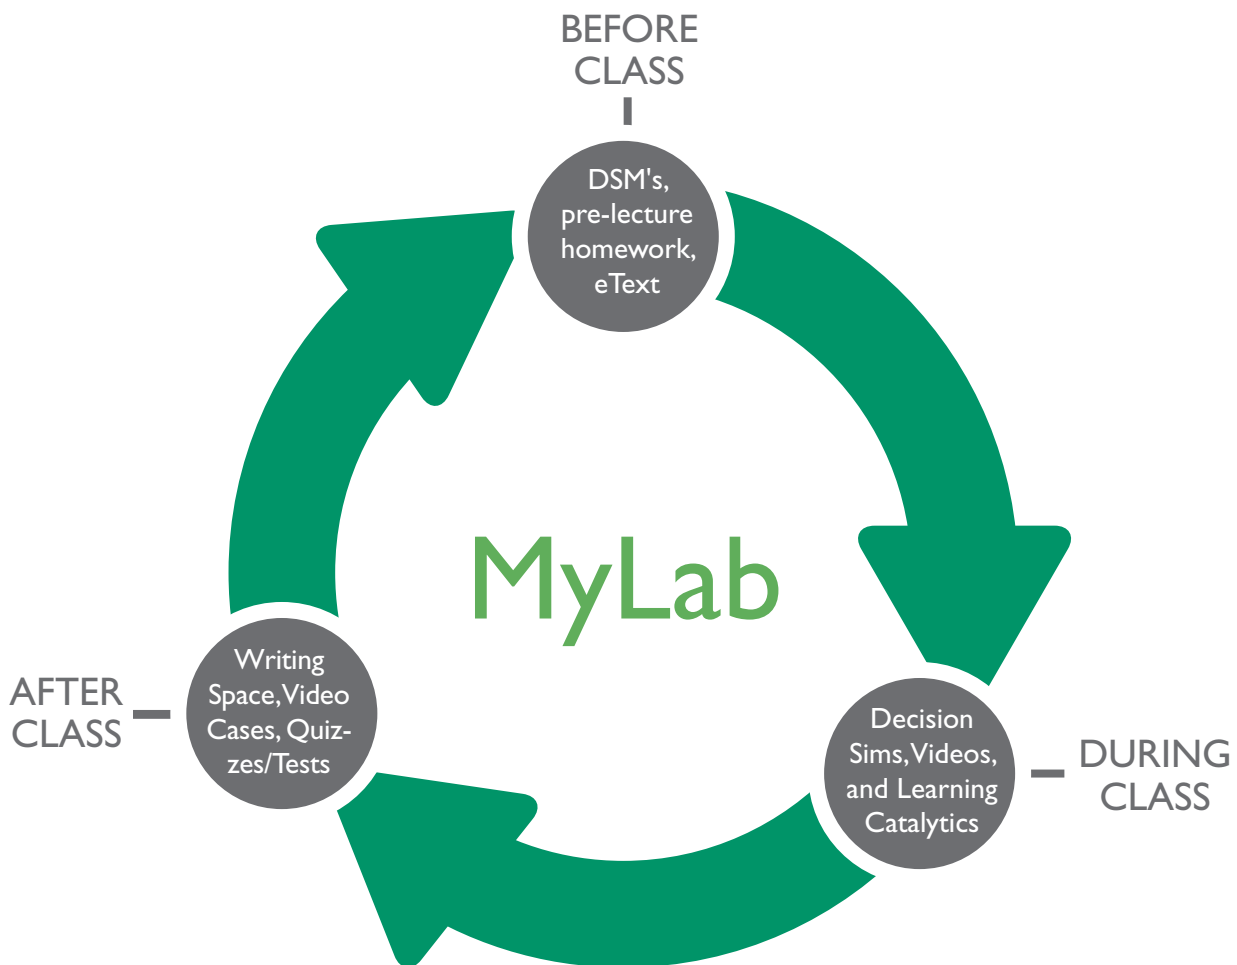 BEFORE
CLASS
DSM's,
pre-lecture
homework,
eText
MyLab
AFTER
CLASS
Writing
Space, Video
Cases, Quiz-
zes/Tests
Decision
Sims, Videos,
and Learning
Catalytics
DURING
CLASS